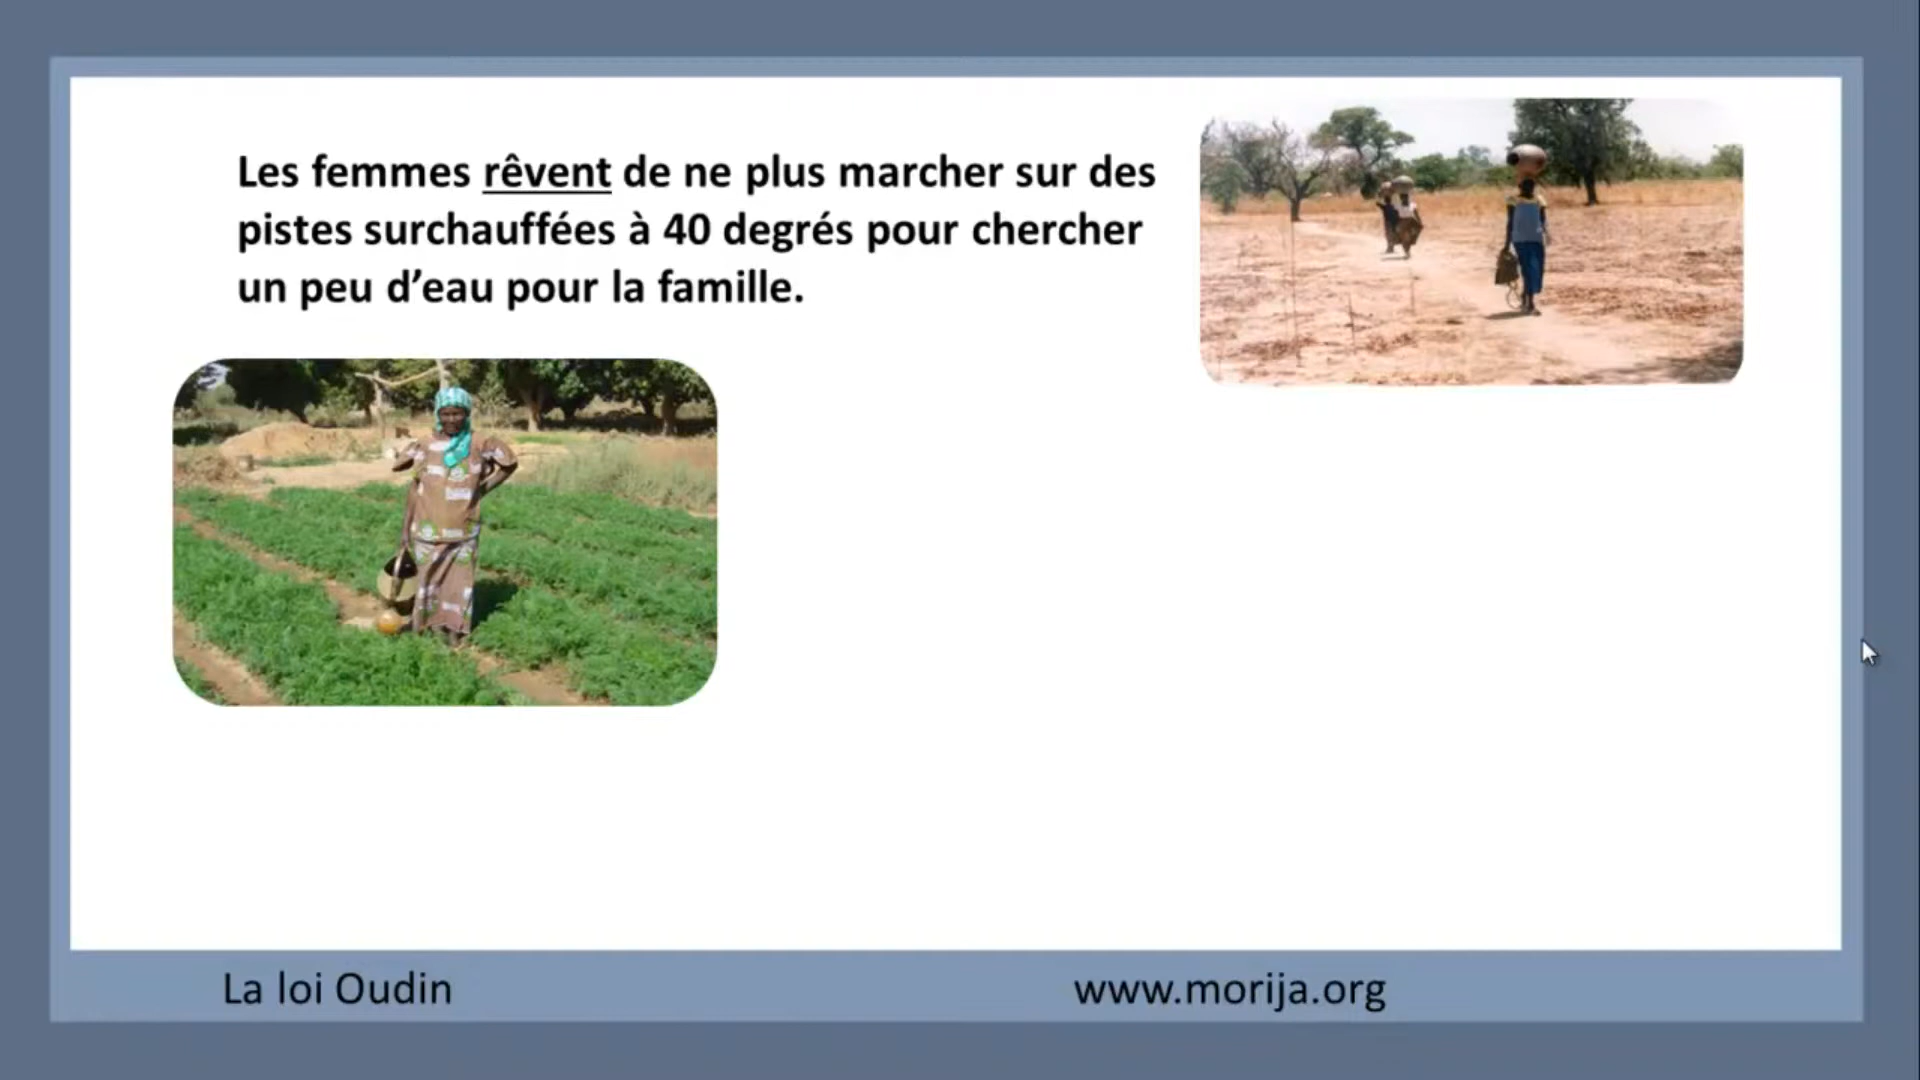 Les femmes rêvent de ne plus marcher sur des
pistes surchauffées à 40 degrés pour chercher
un peu d’eau pour la famille.
La loi Oudin
www.morija.org